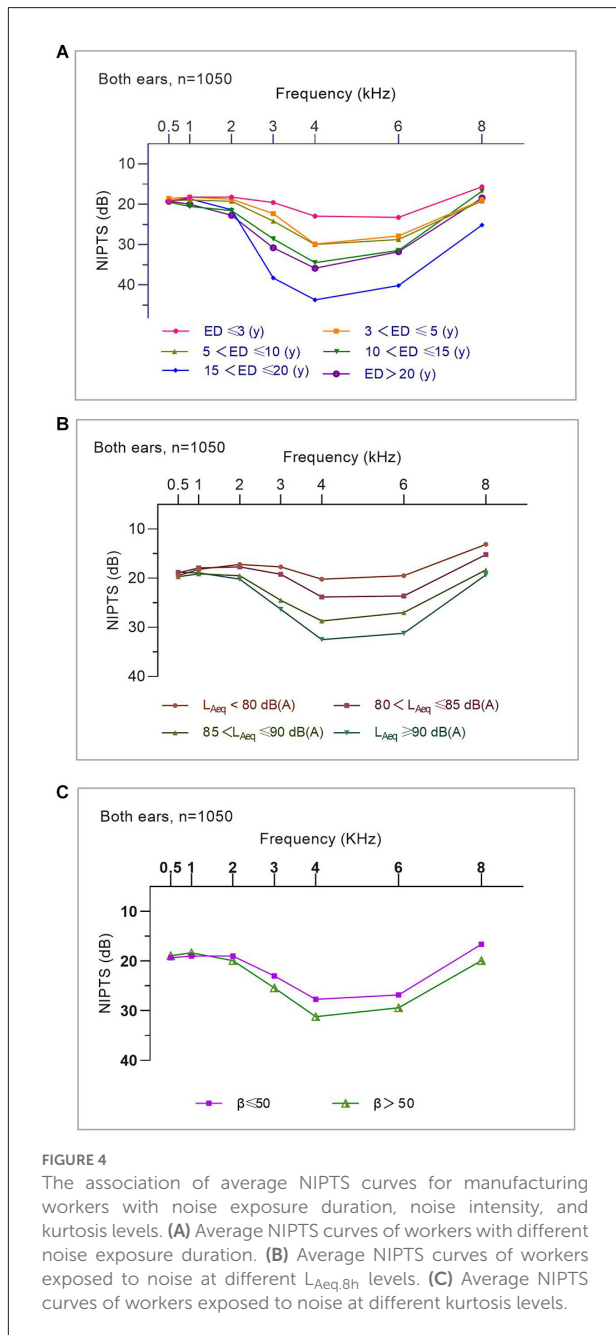 A
Both ears, n=1050
Frequency (kHz)
0.5 1 2 3 4 6 8
NIPTS (dB)
10
20
30
40
ED ≤3 (y) 3 <ED ≤ 5 (y)
5 <ED ≤10 (y) 10 <ED ≤15 (y)
15 <ED ≤20 (y) ED> 20 (y)
B
Both ears, n=1050
Frequency (kHz)
0.5 1 2 3 4 6 8
NIPTS (dB)
10
20
30
40
LAeq < 80 dB(A) 80 < LAeq ≤85 dB(A)
85 <LAeq ≤90 dB(A) LAeq ≥90 dB(A)
C
Both ears, n=1050
Frequency (KHz)
0.5 1 2 3 4 6 8
NIPTS (dB)
10
20
30
40
β≤50 β> 50
FIGURE 4
The association of average NIPTS curves for manufacturing
workers with noise exposure duration, noise intensity, and
kurtosis levels. (A) Average NIPTS curves of workers with different
noise exposure duration. (B) Average NIPTS curves of workers
exposed to noise at different LAeq.8h levels. (C) Average NIPTS
curves of workers exposed to noise at different kurtosis levels.